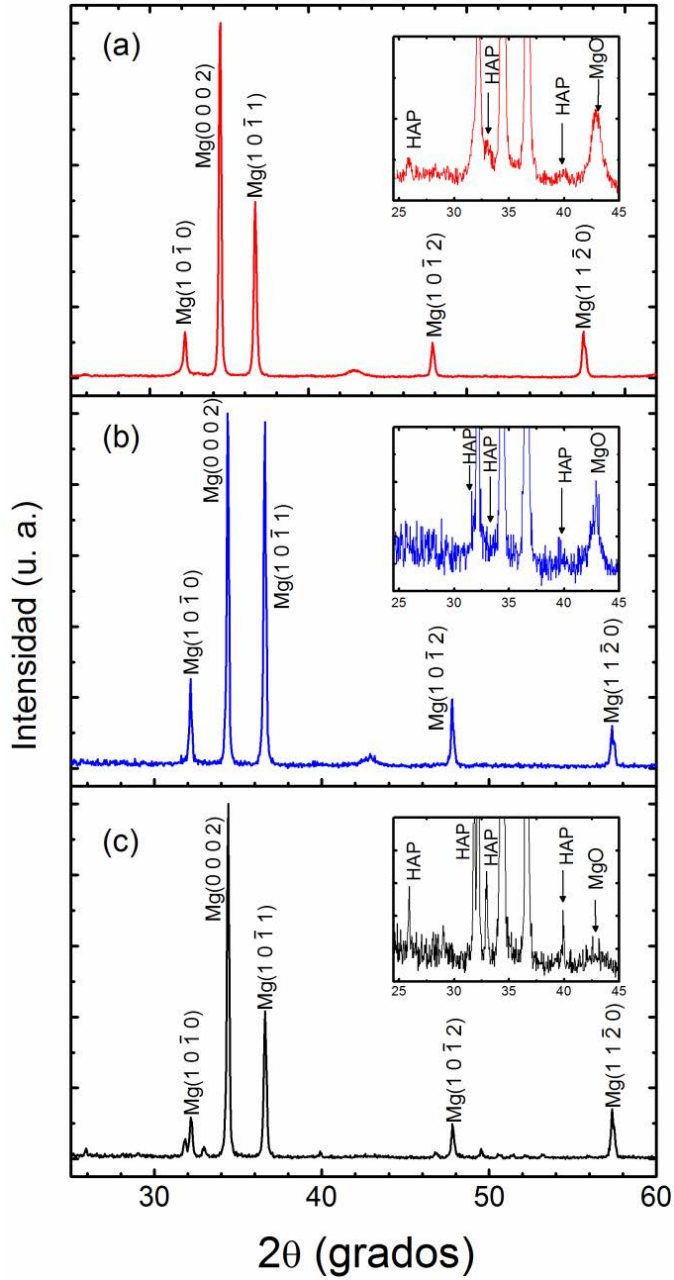 Intensidad (u. a.)
(a)
Mg(1 0 1̄ 0)
Mg(0 0 0 2)
Mg(1 0 1̄ 1)
Mg(1 0 1̄ 2)
Mg(1 1 2̄ 0)
HAP
HAP
HAP
MgO
25 30 35 40 45
(b)
Mg(1 0 1̄ 0)
Mg(0 0 0 2)
Mg(1 0 1̄ 1)
Mg(1 0 1̄ 2)
Mg(1 1 2̄ 0)
HAP
HAP
HAP
MgO
25 30 35 40 45
(c)
Mg(1 0 1̄ 0)
Mg(0 0 0 2)
Mg(1 0 1̄ 1)
Mg(1 0 1̄ 2)
Mg(1 1 2̄ 0)
HAP
HAP
HAP
HAP
MgO
25 30 35 40 45
30 40 50 60
2θ (grados)